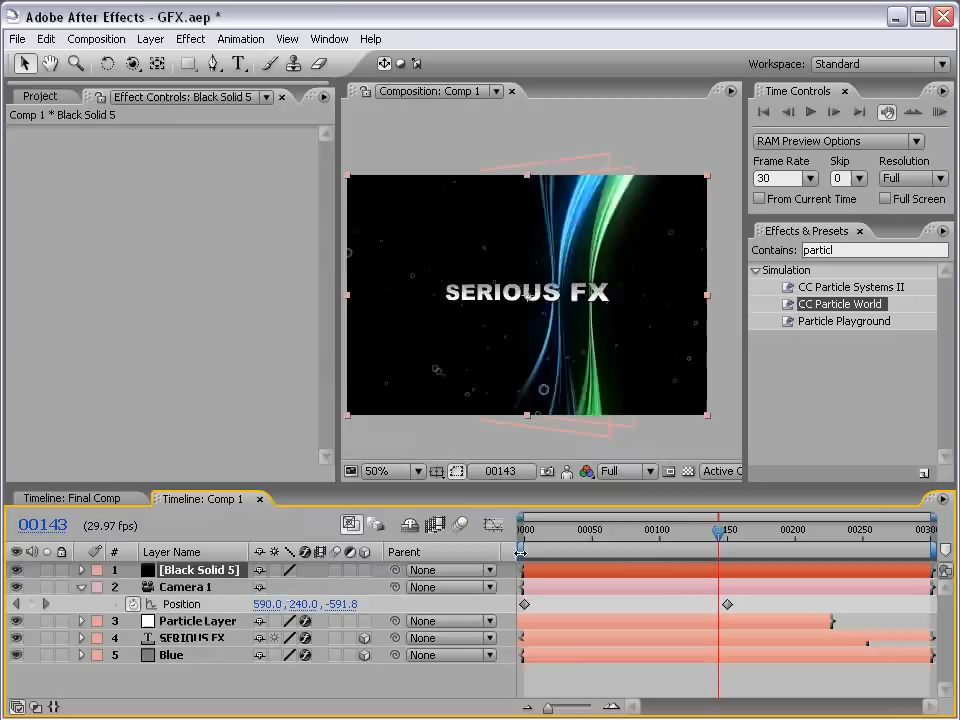 Adobe After Effects - GFX.aep *
File Edit Composition Layer Effect Animation View Window Help
Workspace: Standard
Project Effect Controls: Black Solid 5
Comp 1 * Black Solid 5
Composition: Comp 1
SERIOUS FX
50% 00143 Full Active C
Time Controls
RAM Preview Options
Frame Rate Skip Resolution
30 0 Full
From Current Time Full Screen
Effects & Presets
Contains: particl
Simulation
CC Particle Systems II
CC Particle World
Particle Playground
Timeline: Final Comp Timeline: Comp 1
00143 (29.97 fps) 0000 00050 00100 00150 00200 00250 00300
# Layer Name Parent
1 [Black Solid 5] None
2 Camera 1 None
Position 590.0, 240.0, -591.8
3 Particle Layer None
4 T SERIOUS FX None
5 Blue None